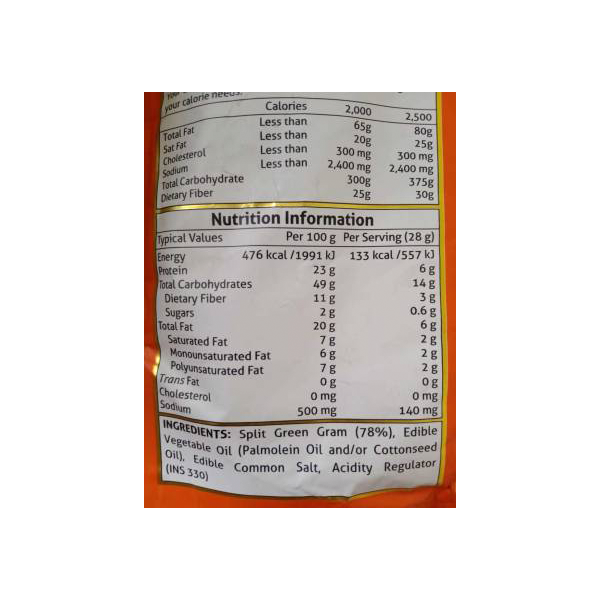 your calorie needs.
Calories 2,000 2,500
Total Fat Less than 65g 80g
Sat Fat Less than 20g 25g
Cholesterol Less than 300 mg 300 mg
Sodium Less than 2,400 mg 2,400 mg
Total Carbohydrate 300g 375g
Dietary Fiber 25g 30g
Nutrition Information
Typical Values Per 100 g Per Serving (28 g)
Energy 476 kcal /1991 kJ 133 kcal /557 kJ
Protein 23 g 6 g
Total Carbohydrates 49 g 14 g
Dietary Fiber 11 g 3 g
Sugars 2 g 0.6 g
Total Fat 20 g 6 g
Saturated Fat 7 g 2 g
Monounsaturated Fat 6 g 2 g
Polyunsaturated Fat 7 g 2 g
Trans Fat 0 g 0 g
Cholesterol 0 mg 0 mg
Sodium 500 mg 140 mg
INGREDIENTS: Split Green Gram (78%), Edible
Vegetable Oil (Palmolein Oil and/or Cottonseed
Oil), Edible Common Salt, Acidity Regulator
(INS 330)